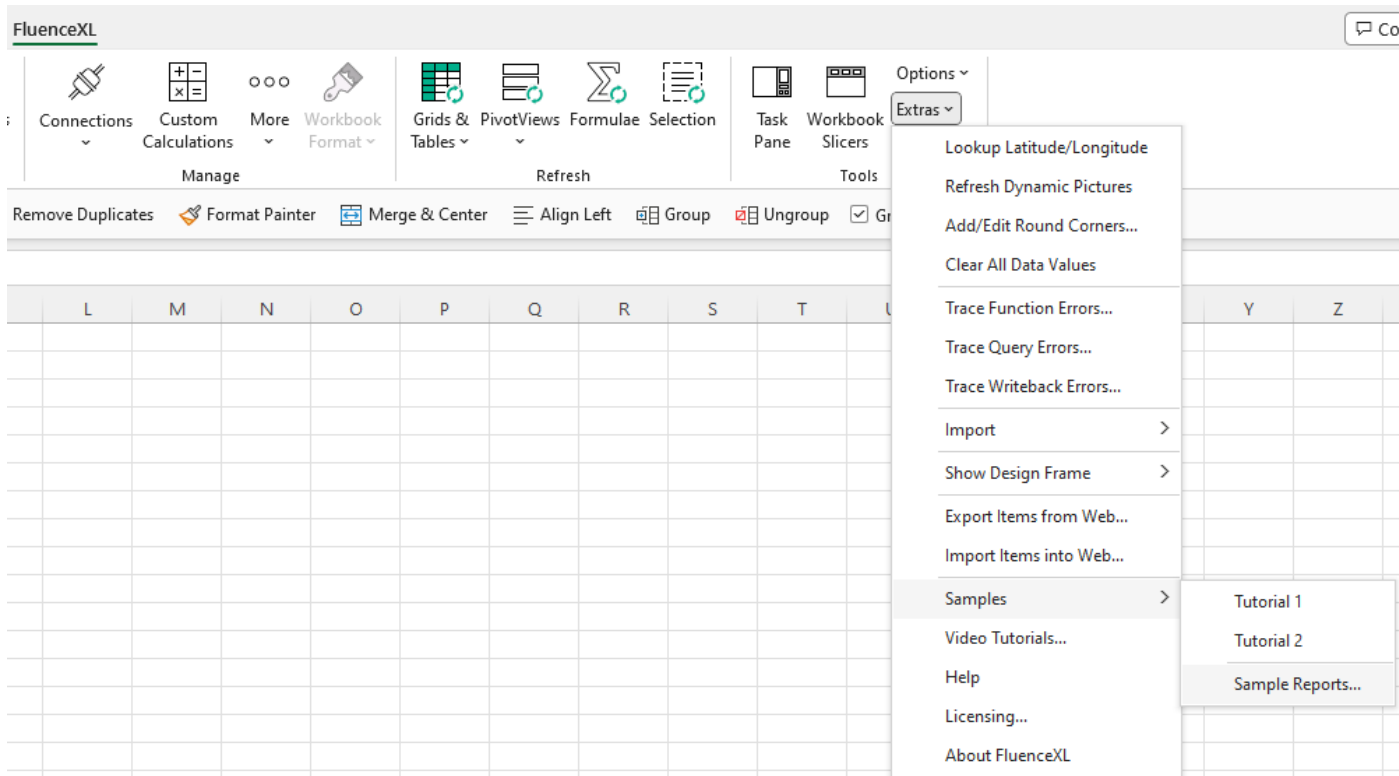 FluenceXL
Co
Connections
Custom
Calculations
More
Workbook
Format
Grids &
Tables
PivotViews
Formulae
Selection
Task
Pane
Workbook
Slicers
Options
Extras
Manage
Refresh
Tools
Remove Duplicates
Format Painter
Merge & Center
Align Left
Group
Ungroup
Gr
L M N O P Q R S T U Y Z
Lookup Latitude/Longitude
Refresh Dynamic Pictures
Add/Edit Round Corners...
Clear All Data Values
Trace Function Errors...
Trace Query Errors...
Trace Writeback Errors...
Import
Show Design Frame
Export Items from Web...
Import Items into Web...
Samples
Tutorial 1
Tutorial 2
Sample Reports...
Video Tutorials...
Help
Licensing...
About FluenceXL